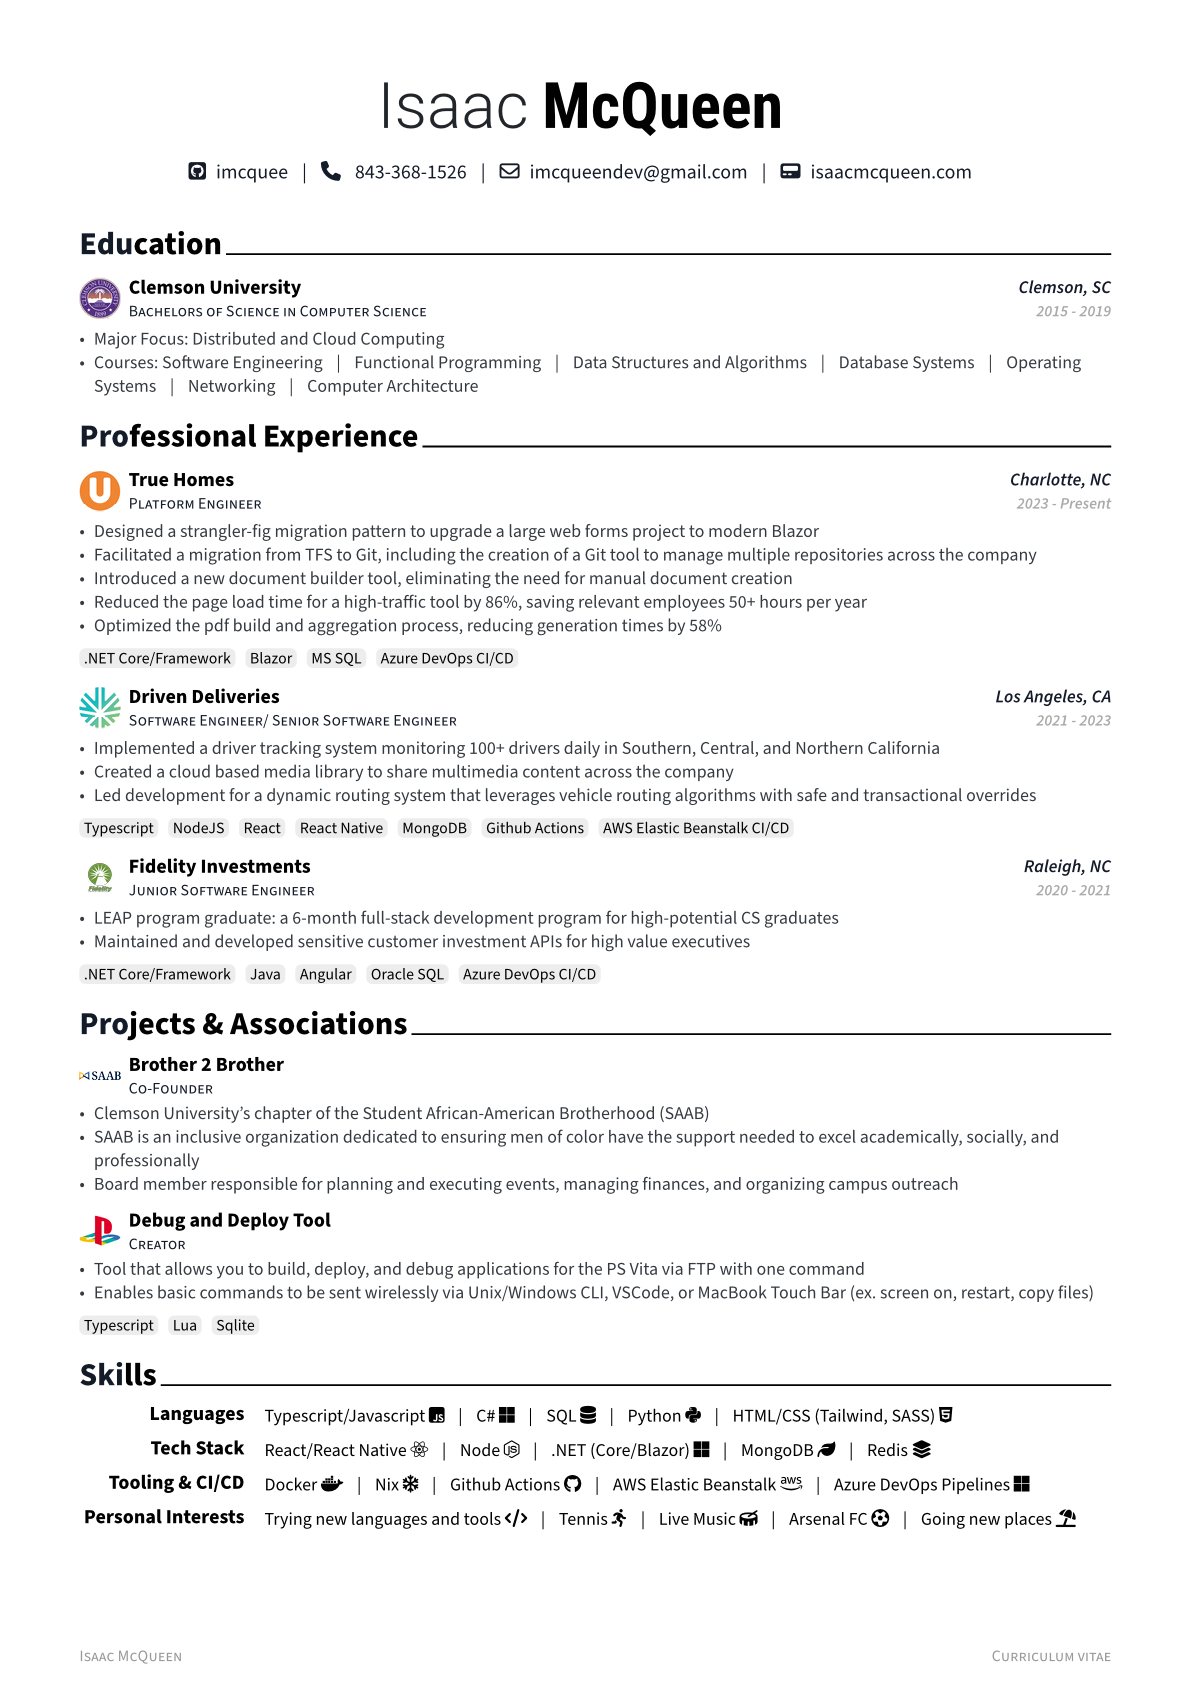 Isaac McQueen
imcquee | 843-368-1526 | imcqueendev@gmail.com | isaacmcqueen.com
Education
Clemson University Clemson, SC
Bachelors of Science in Computer Science 2015 - 2019
• Major Focus: Distributed and Cloud Computing
• Courses: Software Engineering | Functional Programming | Data Structures and Algorithms | Database Systems | Operating
Systems | Networking | Computer Architecture
Professional Experience
True Homes Charlotte, NC
Platform Engineer 2023 - Present
• Designed a strangler-fig migration pattern to upgrade a large web forms project to modern Blazor
• Facilitated a migration from TFS to Git, including the creation of a Git tool to manage multiple repositories across the company
• Introduced a new document builder tool, eliminating the need for manual document creation
• Reduced the page load time for a high-traffic tool by 86%, saving relevant employees 50+ hours per year
• Optimized the pdf build and aggregation process, reducing generation times by 58%
.NET Core/Framework Blazor MS SQL Azure DevOps CI/CD
Driven Deliveries Los Angeles, CA
Software Engineer/ Senior Software Engineer 2021 - 2023
• Implemented a driver tracking system monitoring 100+ drivers daily in Southern, Central, and Northern California
• Created a cloud based media library to share multimedia content across the company
• Led development for a dynamic routing system that leverages vehicle routing algorithms with safe and transactional overrides
Typescript NodeJS React React Native MongoDB Github Actions AWS Elastic Beanstalk CI/CD
Fidelity Investments Raleigh, NC
Junior Software Engineer 2020 - 2021
• LEAP program graduate: a 6-month full-stack development program for high-potential CS graduates
• Maintained and developed sensitive customer investment APIs for high value executives
.NET Core/Framework Java Angular Oracle SQL Azure DevOps CI/CD
Projects & Associations
SAAB Brother 2 Brother
Co-Founder
• Clemson University’s chapter of the Student African-American Brotherhood (SAAB)
• SAAB is an inclusive organization dedicated to ensuring men of color have the support needed to excel academically, socially, and
professionally
• Board member responsible for planning and executing events, managing finances, and organizing campus outreach
Debug and Deploy Tool
Creator
• Tool that allows you to build, deploy, and debug applications for the PS Vita via FTP with one command
• Enables basic commands to be sent wirelessly via Unix/Windows CLI, VSCode, or MacBook Touch Bar (ex. screen on, restart, copy files)
Typescript Lua Sqlite
Skills
Languages Typescript/Javascript | C# | SQL | Python | HTML/CSS (Tailwind, SASS)
Tech Stack React/React Native | Node | .NET (Core/Blazor) | MongoDB | Redis
Tooling & CI/CD Docker | Nix | Github Actions | AWS Elastic Beanstalk aws | Azure DevOps Pipelines
Personal Interests Trying new languages and tools | Tennis | Live Music | Arsenal FC | Going new places
Isaac McQueen Curriculum vitae